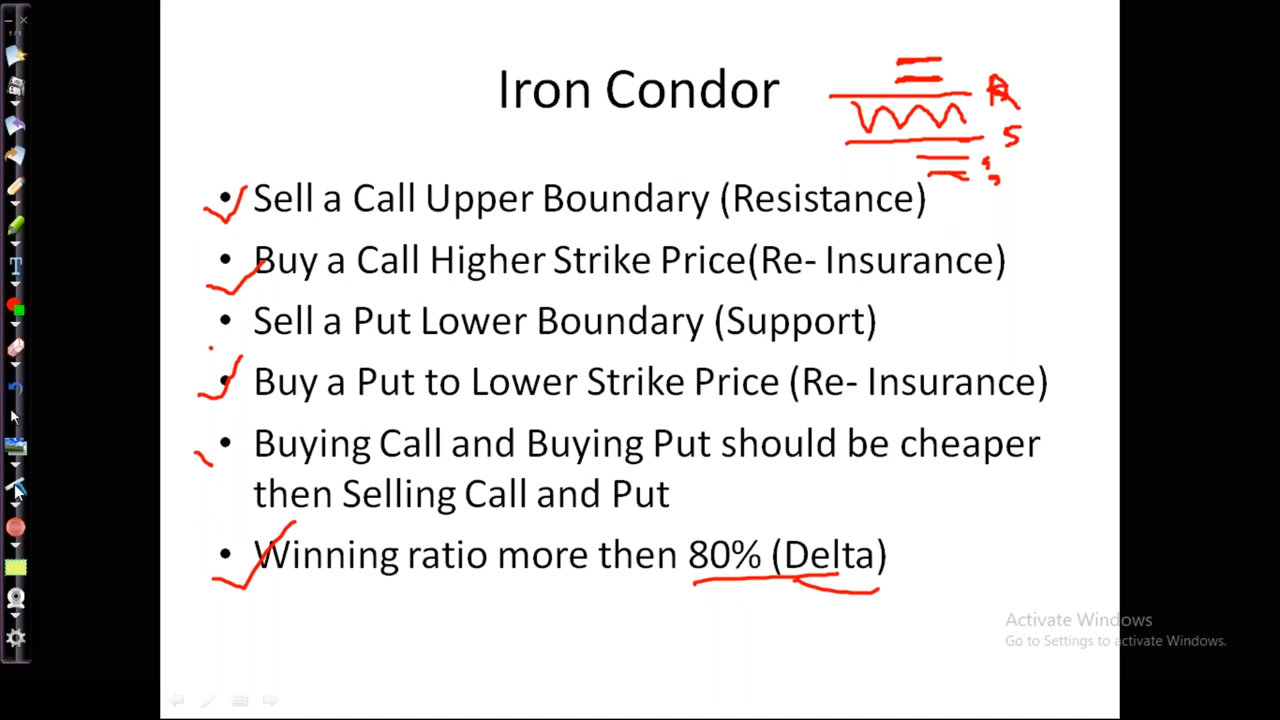 Iron Condor
R
S
• Sell a Call Upper Boundary (Resistance)
• Buy a Call Higher Strike Price(Re- Insurance)
• Sell a Put Lower Boundary (Support)
• Buy a Put to Lower Strike Price (Re- Insurance)
• Buying Call and Buying Put should be cheaper
then Selling Call and Put
• Winning ratio more then 80% (Delta)
Activate Windows
Go to Settings to activate Windows.
1/1